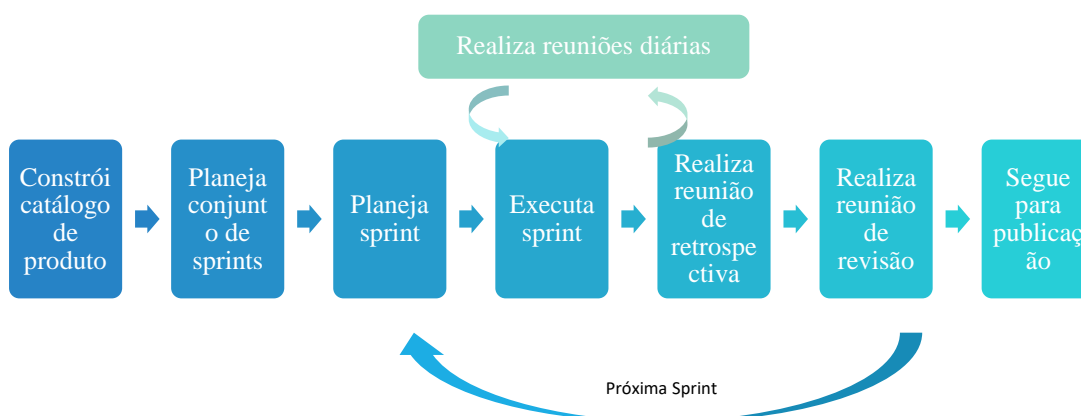 Realiza reuniões diárias
Constrói
catálogo
de
produto
Planeja
conjunt
o de
sprints
Planeja
sprint
Executa
sprint
Realiza
reunião
de
retrospe
ctiva
Realiza
reunião
de
revisão
Segue
para
publicaç
ão
Próxima Sprint